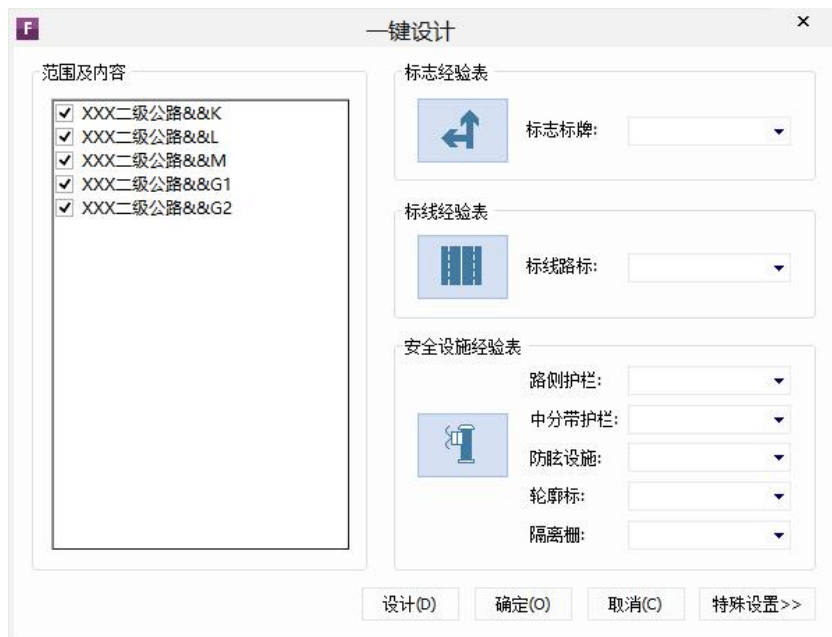 F
一键设计
×
范围及内容
XXX二级公路&&K
XXX二级公路&&L
XXX二级公路&&M
XXX二级公路&&G1
XXX二级公路&&G2
标志经验表
标志标牌:
标线经验表
标线路标:
安全设施经验表
路侧护栏:
中分带护栏:
防眩设施:
轮廓标:
隔离栅:
设计(D)
确定(O)
取消(C)
特殊设置>>